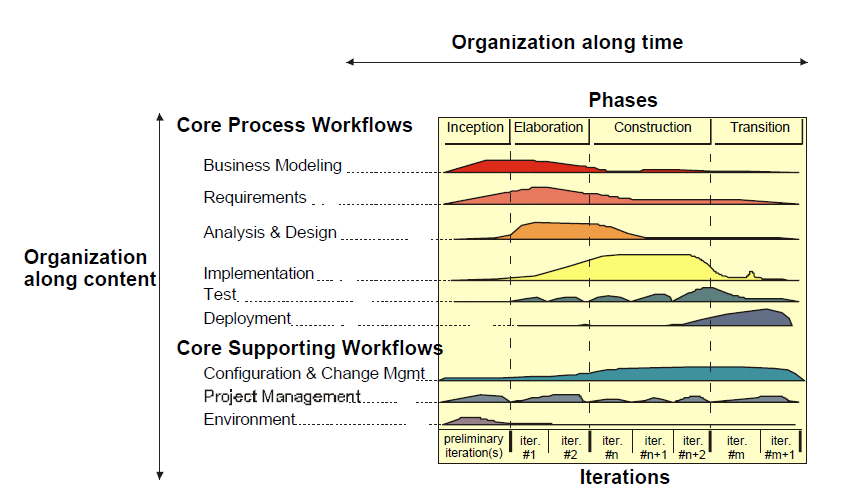 Organization along time
Phases
Core Process Workflows
Inception Elaboration Construction Transition
Business Modeling
Requirements
Analysis & Design
Organization
along content
Implementation
Test
Deployment
Core Supporting Workflows
Configuration & Change Mgmt
Project Management
Environment
preliminary
iteration(s)
iter.
#1
iter.
#2
iter.
#n
iter.
#n+1
iter.
#n+2
iter.
#m
iter.
#m+1
Iterations